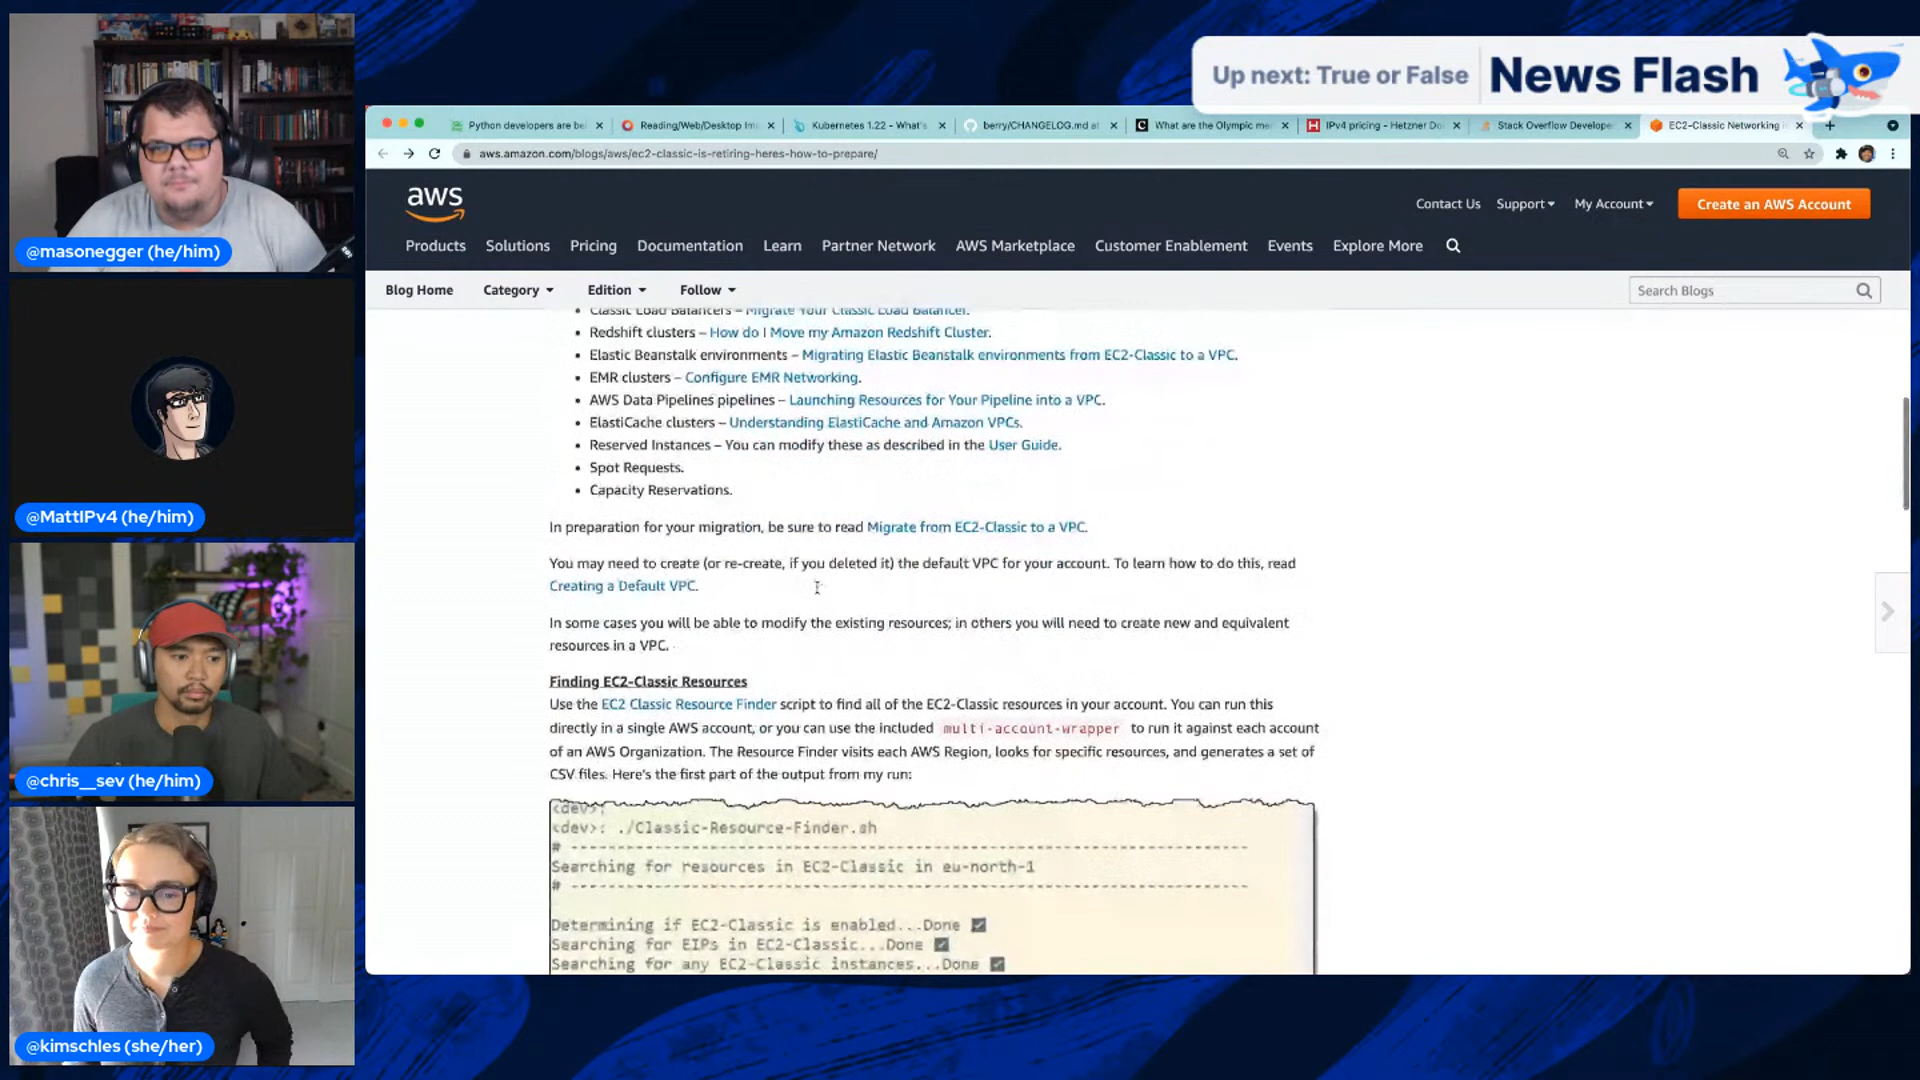 Up next: True or False
News Flash
@masonegger (he/him)
@MattIPv4 (he/him)
@chris__sev (he/him)
@kimschles (she/her)
Python developers are be
Reading/Web/Desktop Im
Kubernetes 1.22 - What's
berry/CHANGELOG.md at
What are the Olympic me
IPv4 pricing - Hetzner Do
Stack Overflow Develope
EC2-Classic Networking i
aws.amazon.com/blogs/aws/ec2-classic-is-retiring-heres-how-to-prepare/
aws
Contact Us
Support
My Account
Create an AWS Account
Products
Solutions
Pricing
Documentation
Learn
Partner Network
AWS Marketplace
Customer Enablement
Events
Explore More
Blog Home
Category
Edition
Follow
Search Blogs
Classic Load Balancers – Migrate Your Classic Load Balancer.
Redshift clusters – How do I Move my Amazon Redshift Cluster.
Elastic Beanstalk environments – Migrating Elastic Beanstalk environments from EC2-Classic to a VPC.
EMR clusters – Configure EMR Networking.
AWS Data Pipelines pipelines – Launching Resources for Your Pipeline into a VPC.
ElastiCache clusters – Understanding ElastiCache and Amazon VPCs.
Reserved Instances – You can modify these as described in the User Guide.
Spot Requests.
Capacity Reservations.
In preparation for your migration, be sure to read Migrate from EC2-Classic to a VPC.
You may need to create (or re-create, if you deleted it) the default VPC for your account. To learn how to do this, read
Creating a Default VPC.
In some cases you will be able to modify the existing resources; in others you will need to create new and equivalent
resources in a VPC.
Finding EC2-Classic Resources
Use the EC2 Classic Resource Finder script to find all of the EC2-Classic resources in your account. You can run this
directly in a single AWS account, or you can use the included multi-account-wrapper to run it against each account
of an AWS Organization. The Resource Finder visits each AWS Region, looks for specific resources, and generates a set of
CSV files. Here's the first part of the output from my run:
<dev>:
<dev>: ./Classic-Resource-Finder.sh
# ---------------------------------------------------------------------------
Searching for resources in EC2-Classic in eu-north-1
# ---------------------------------------------------------------------------
Determining if EC2-Classic is enabled...Done
Searching for EIPs in EC2-Classic...Done
Searching for any EC2-Classic instances...Done